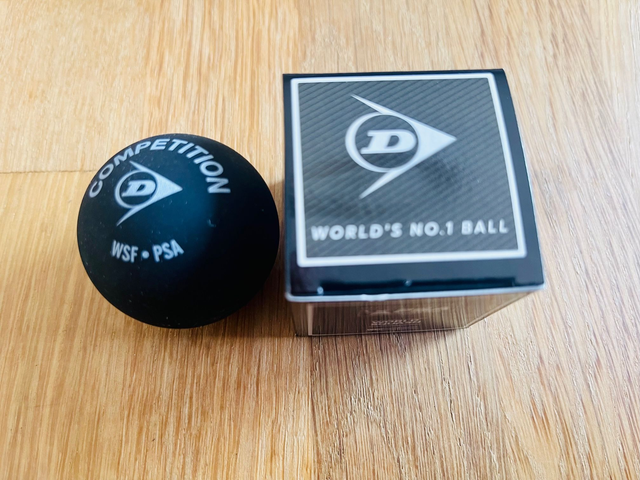 COMPETITION
D
WSF • PSA
D
WORLD'S NO.1 BALL